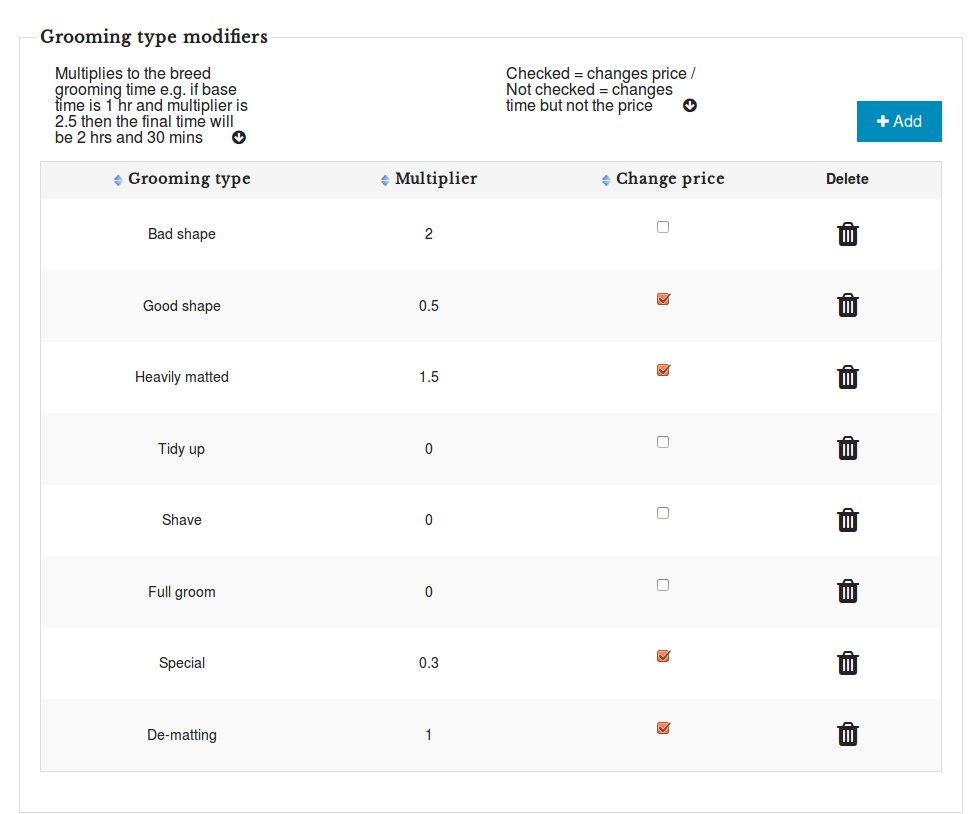 Grooming type modifiers
Multiplies to the breed
grooming time e.g. if base
time is 1 hr and multiplier is
2.5 then the final time will
be 2 hrs and 30 mins
Checked = changes price /
Not checked = changes
time but not the price
Add
Grooming type Multiplier Change price Delete
Bad shape 2
Good shape 0.5
Heavily matted 1.5
Tidy up 0
Shave 0
Full groom 0
Special 0.3
De-matting 1